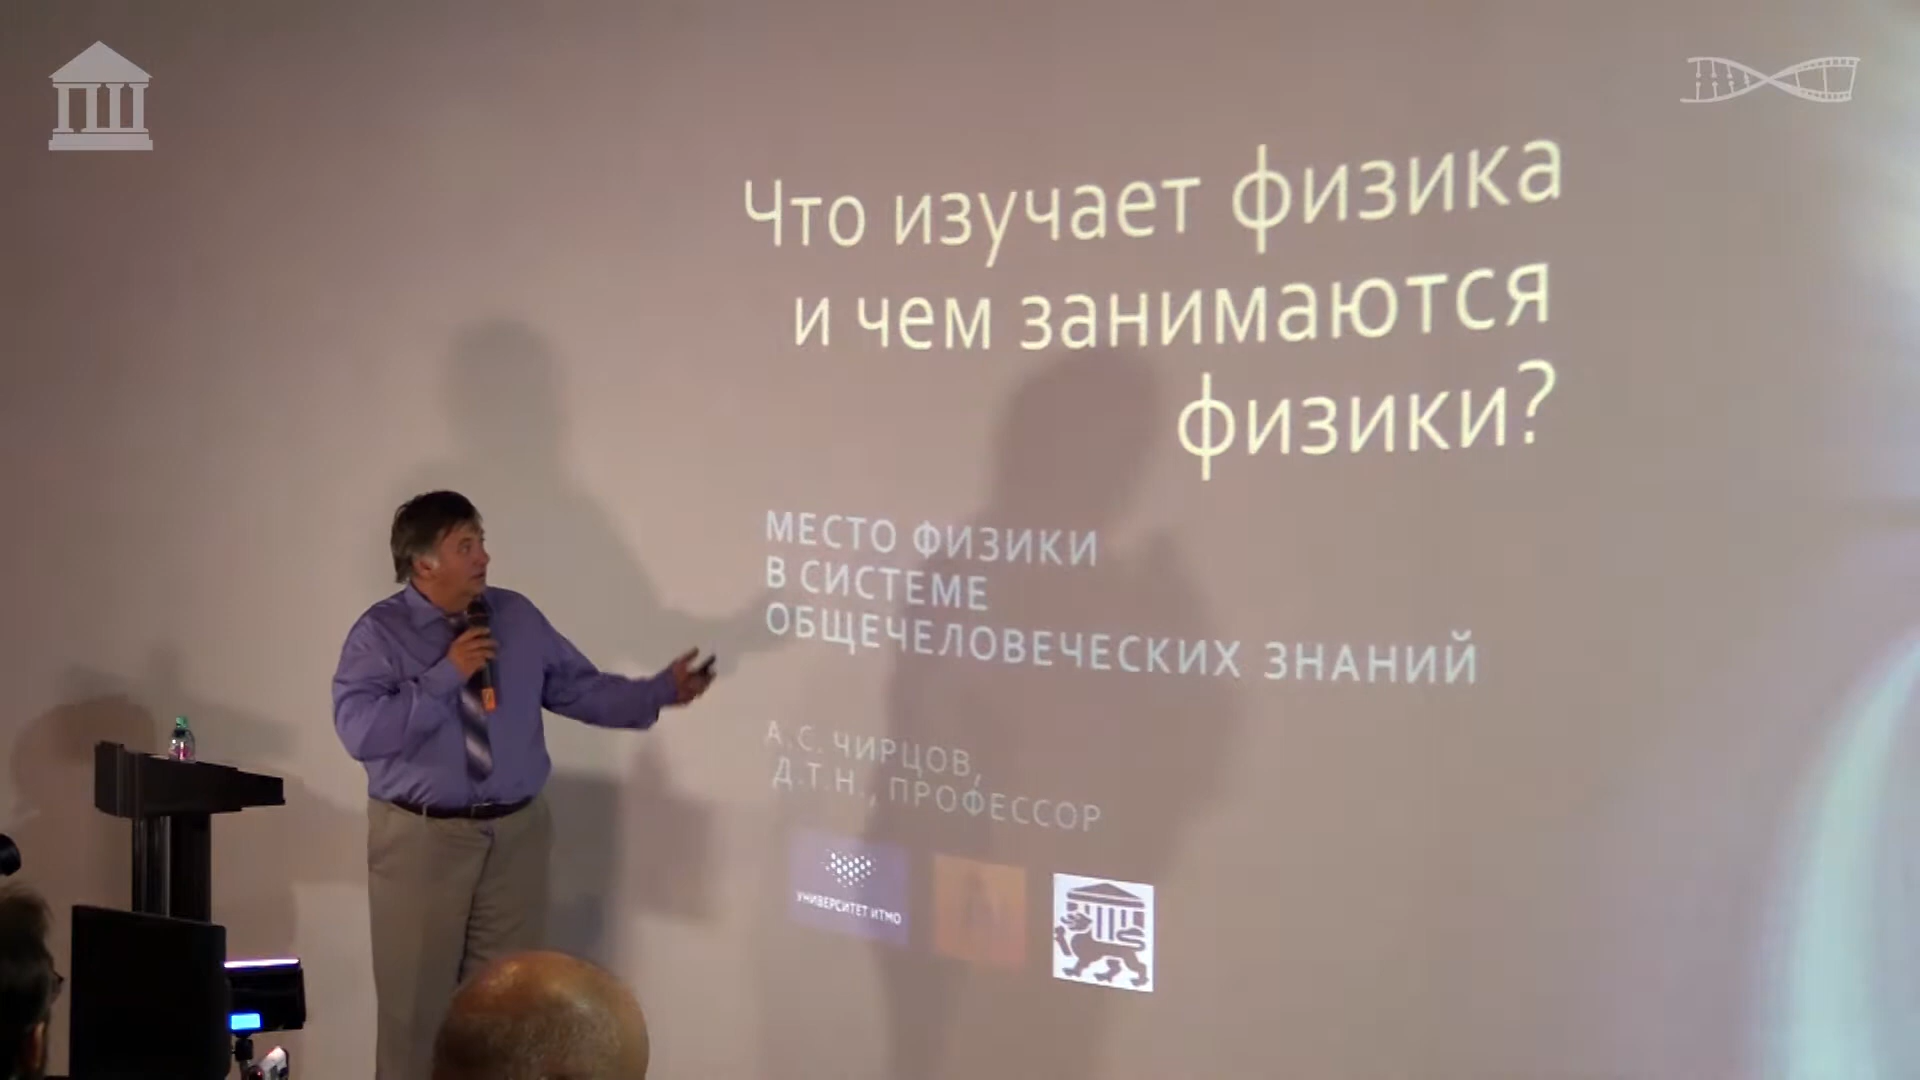 Что изучает физика
и чем занимаются
физики?
МЕСТО ФИЗИКИ
В СИСТЕМЕ
ОБЩЕЧЕЛОВЕЧЕСКИХ ЗНАНИЙ
А.С. ЧИРЦОВ,
Д.Т.Н., ПРОФЕССОР
УНИВЕРСИТЕТ ИТМО